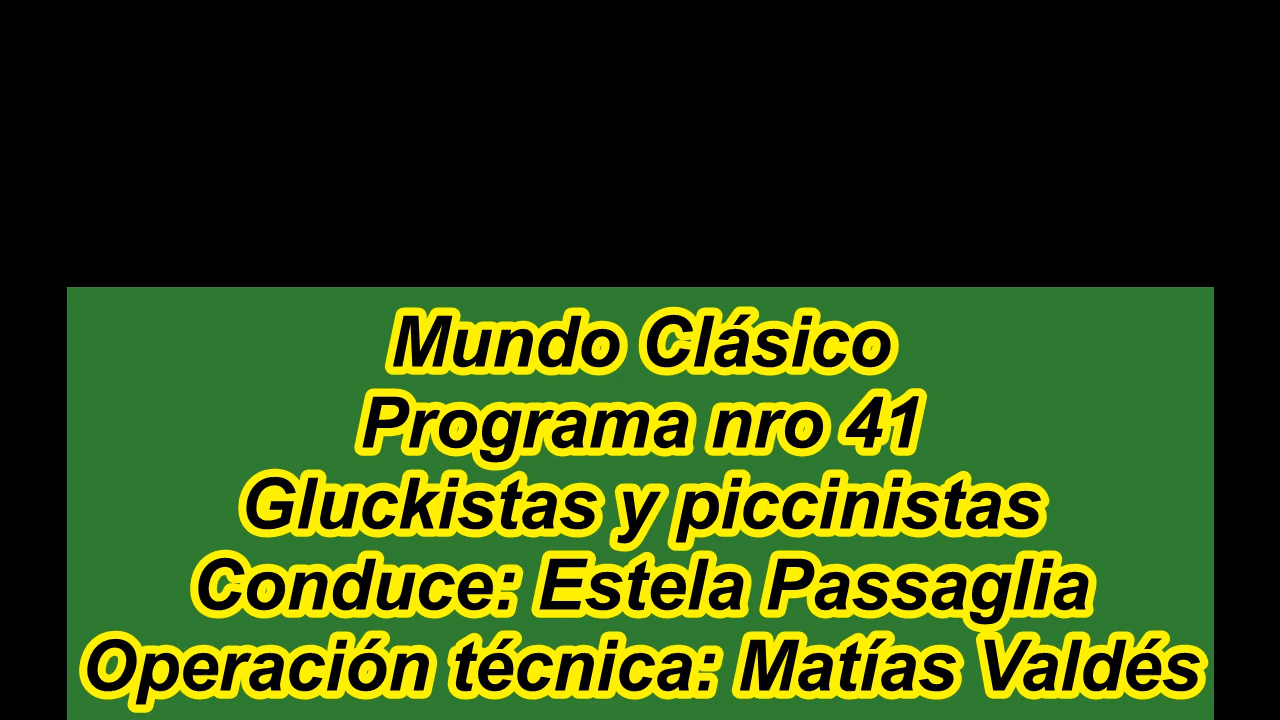 Mundo Clásico
Programa nro 41
Gluckistas y piccinistas
Conduce: Estela Passaglia
Operación técnica: Matías Valdés